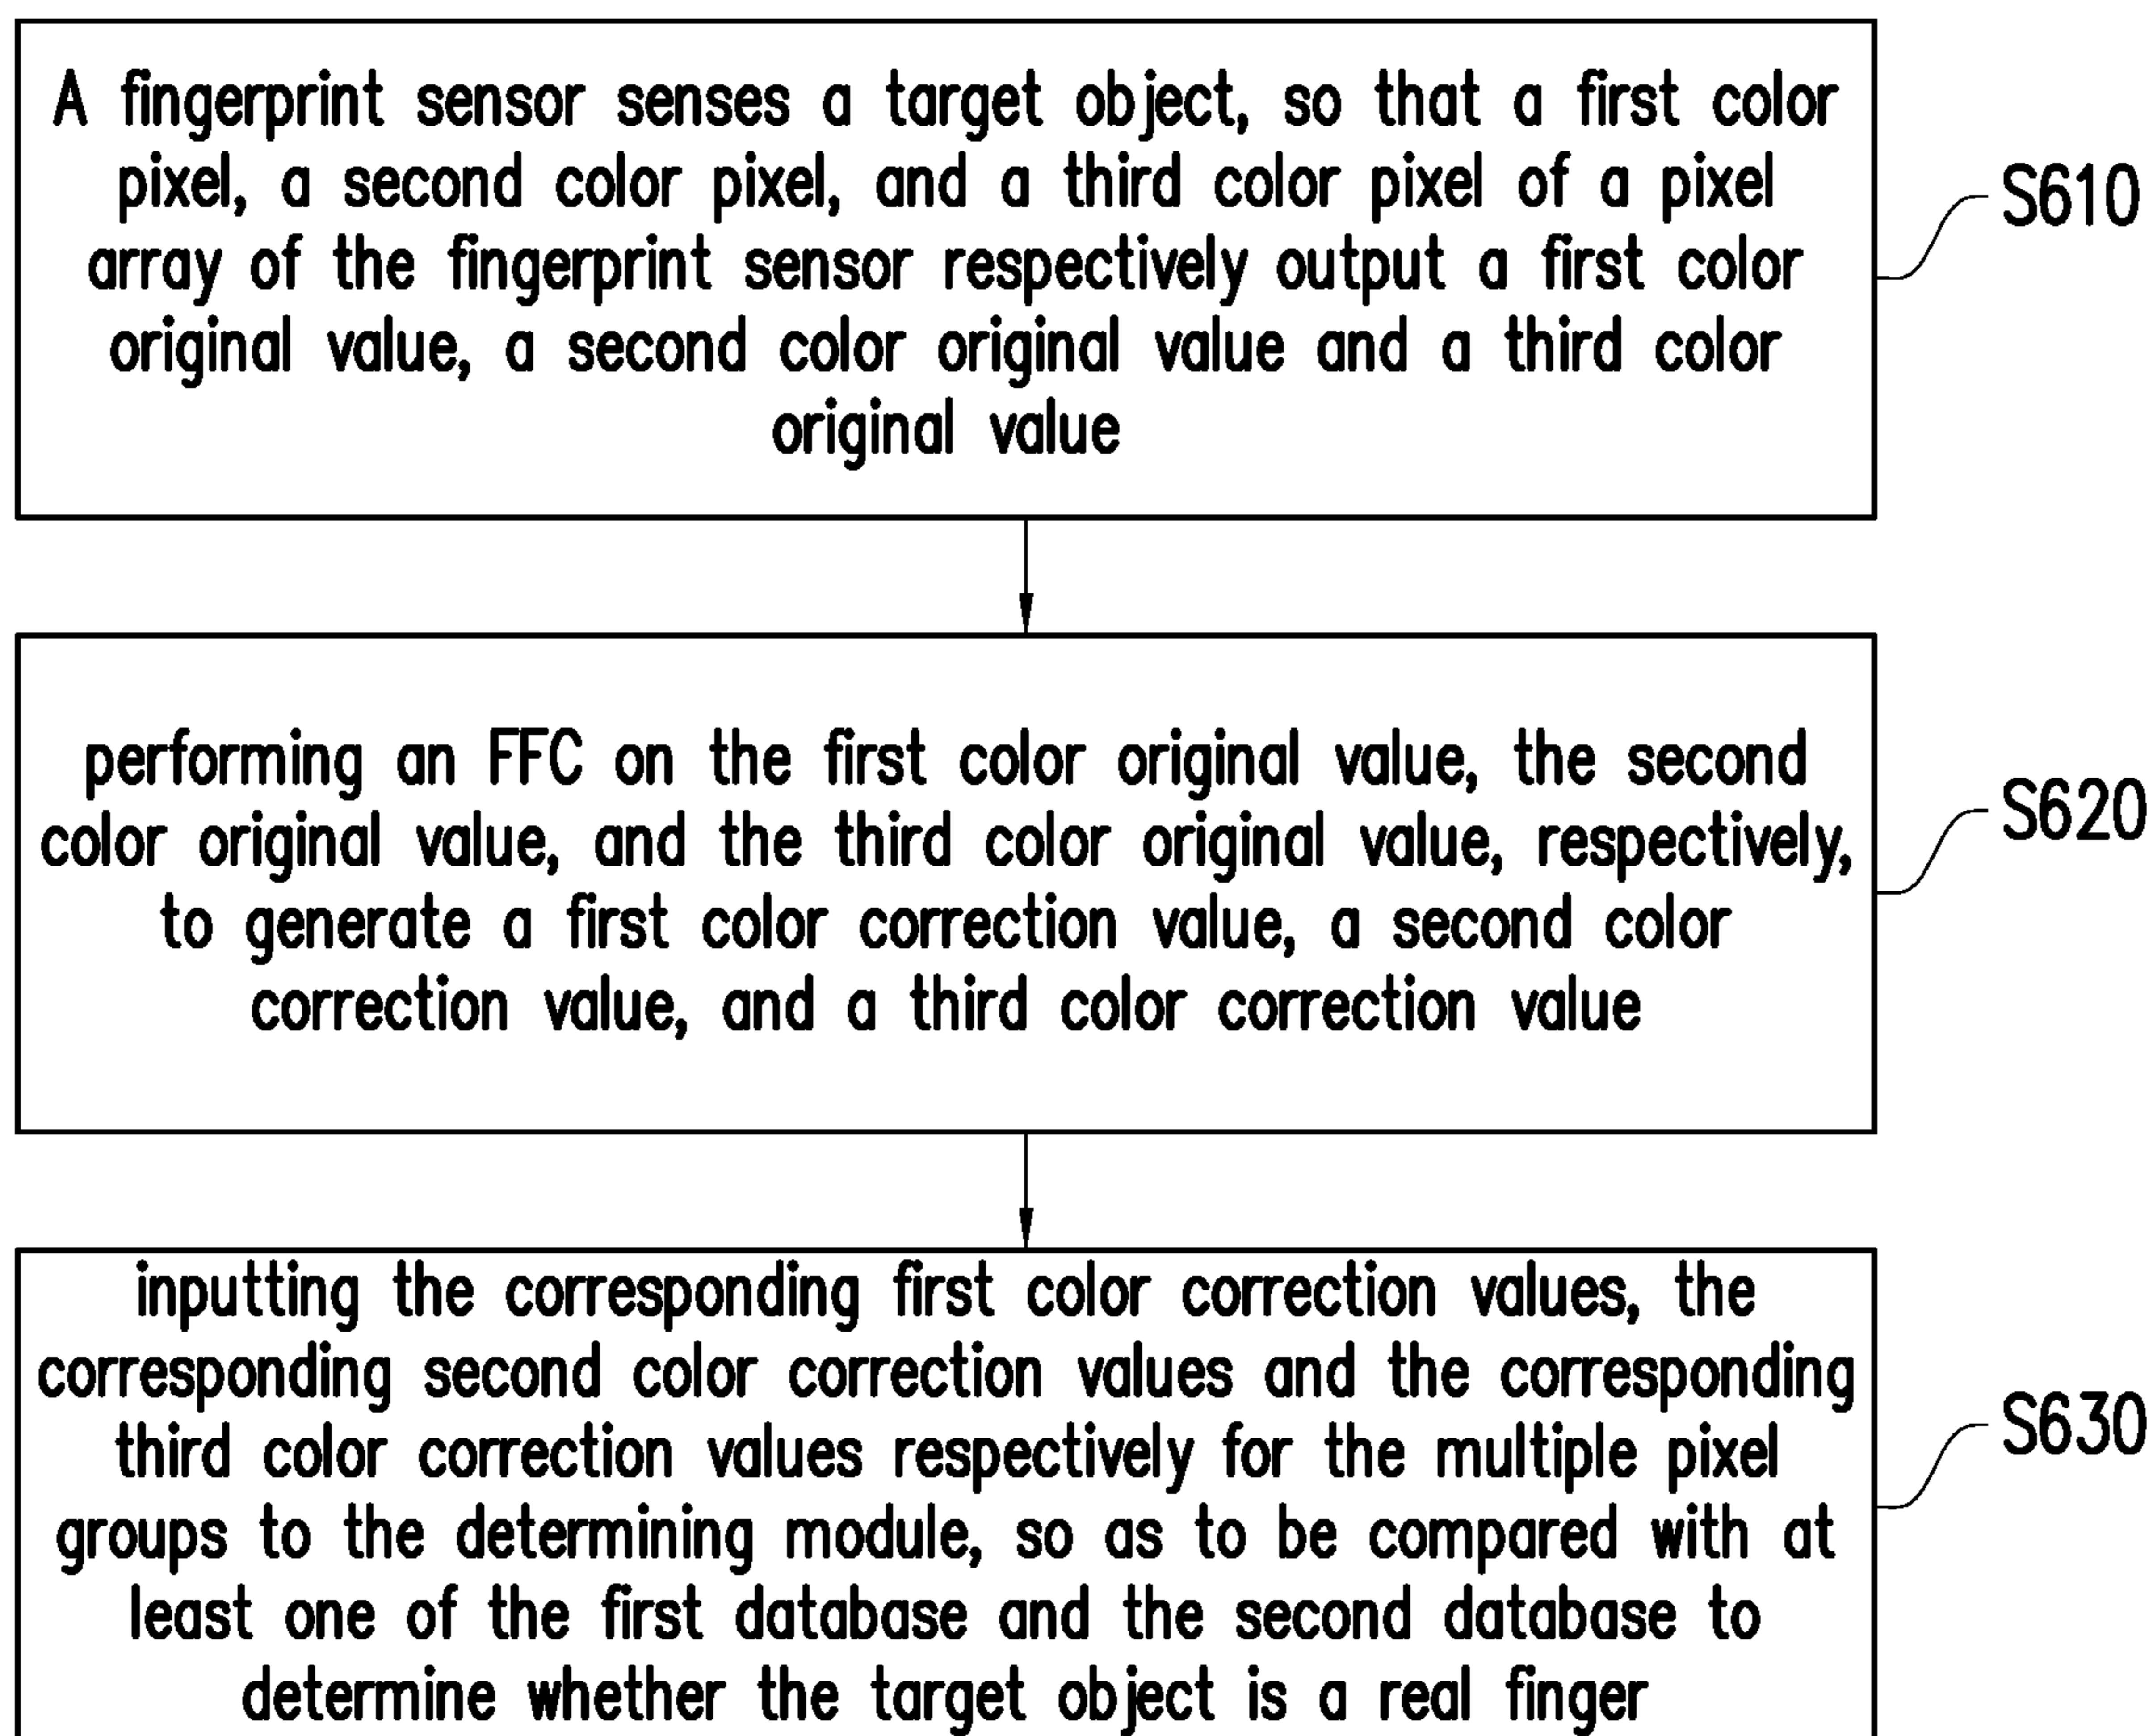 A fingerprint sensor senses a target object, so that a first color
pixel, a second color pixel, and a third color pixel of a pixel
array of the fingerprint sensor respectively output a first color
original value, a second color original value and a third color
original value
S610
performing an FFC on the first color original value, the second
color original value, and the third color original value, respectively,
to generate a first color correction value, a second color
correction value, and a third color correction value
S620
inputting the corresponding first color correction values, the
corresponding second color correction values and the corresponding
third color correction values respectively for the multiple pixel
groups to the determining module, so as to be compared with at
least one of the first database and the second database to
determine whether the target object is a real finger
S630